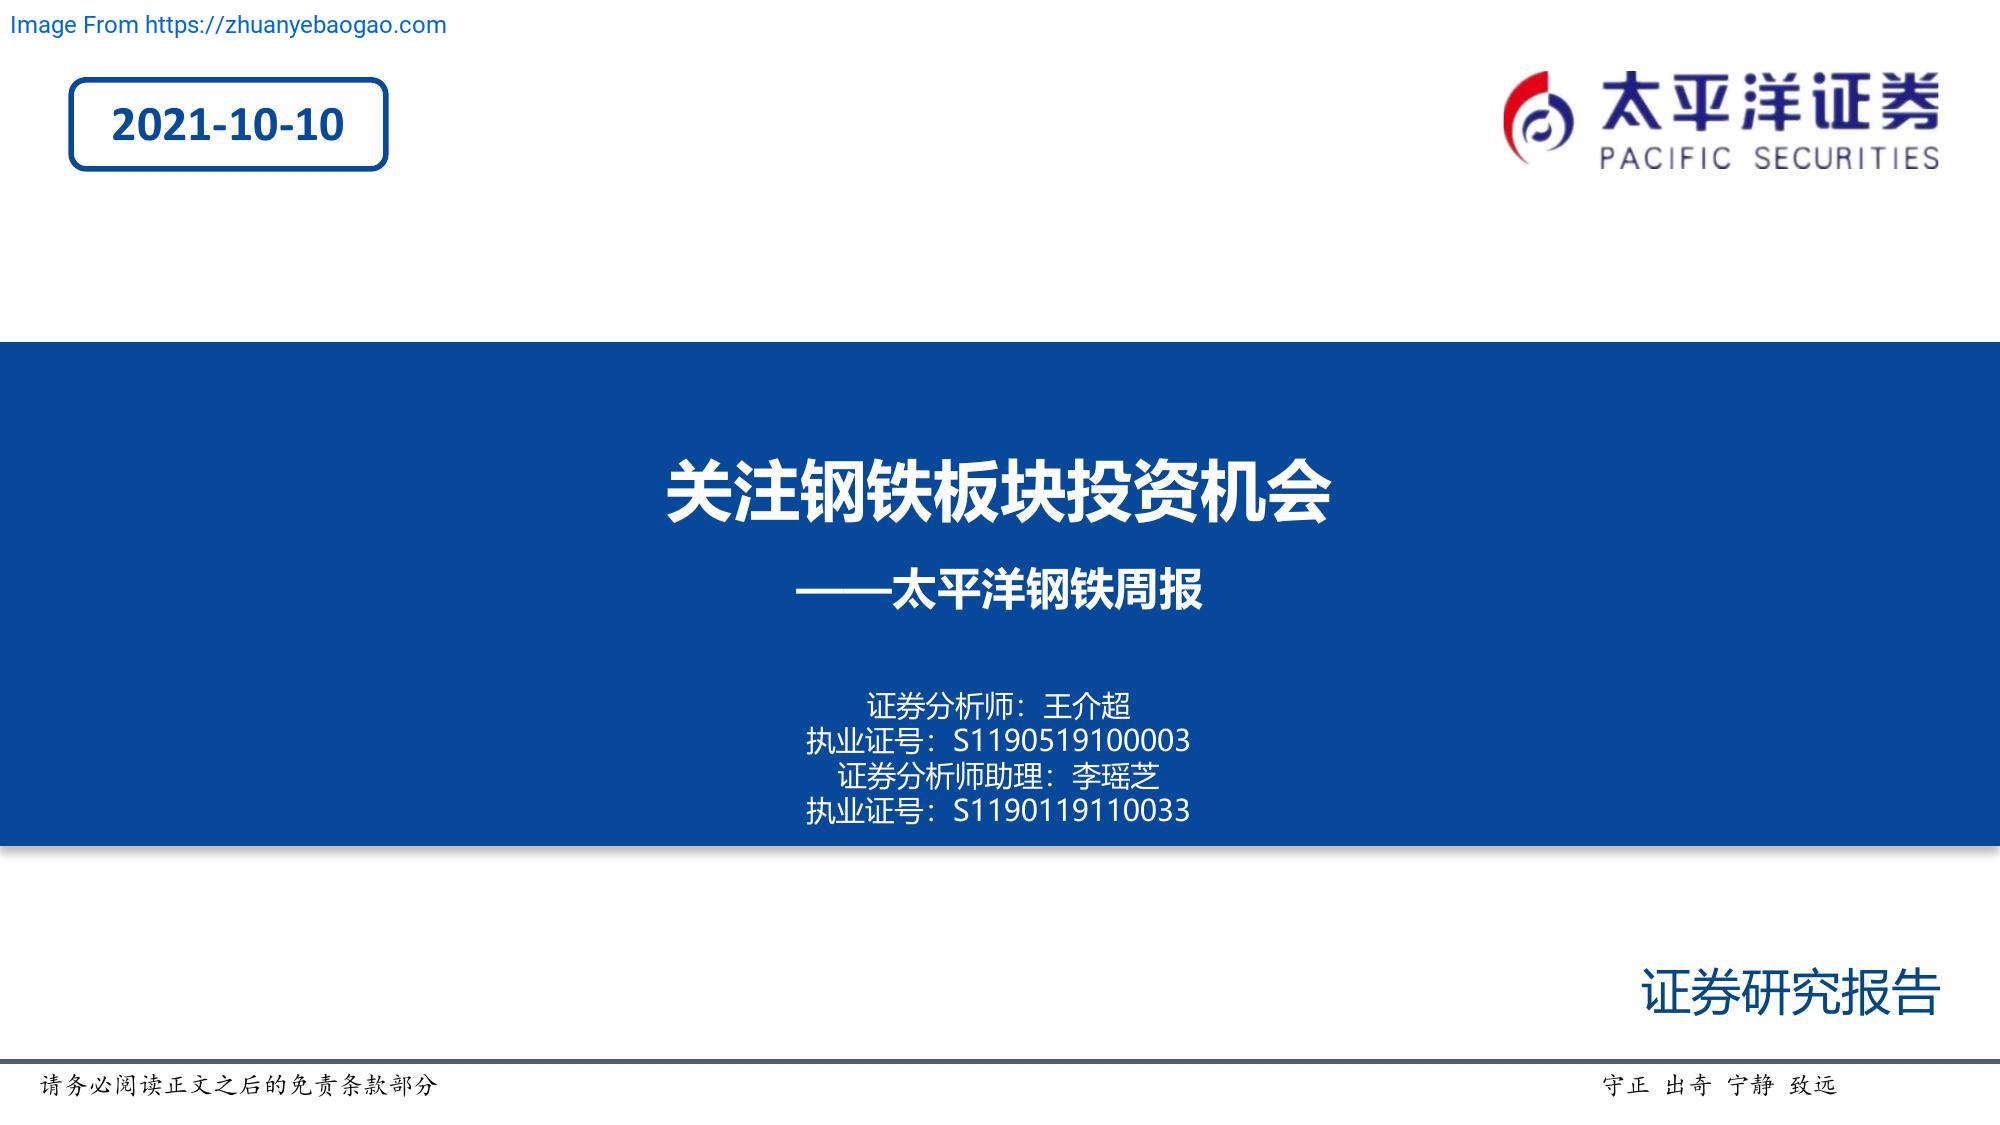 Image From https://zhuanyebaogao.com
2021-10-10
太平洋证券
PACIFIC SECURITIES
关注钢铁板块投资机会
——太平洋钢铁周报
证券分析师：王介超
执业证号：S1190519100003
证券分析师助理：李瑶芝
执业证号：S1190119110033
证券研究报告
请务必阅读正文之后的免责条款部分
守正 出奇 宁静 致远